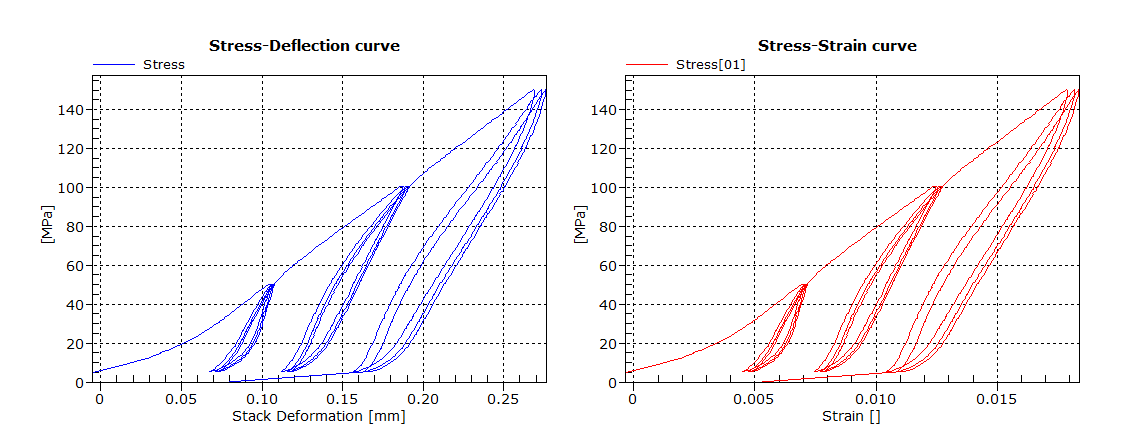 Stress-Deflection curve
Stress
[MPa]
140
120
100
80
60
40
20
0
0 0.05 0.10 0.15 0.20 0.25
Stack Deformation [mm]
Stress-Strain curve
Stress[01]
[MPa]
140
120
100
80
60
40
20
0
0 0.005 0.010 0.015
Strain []